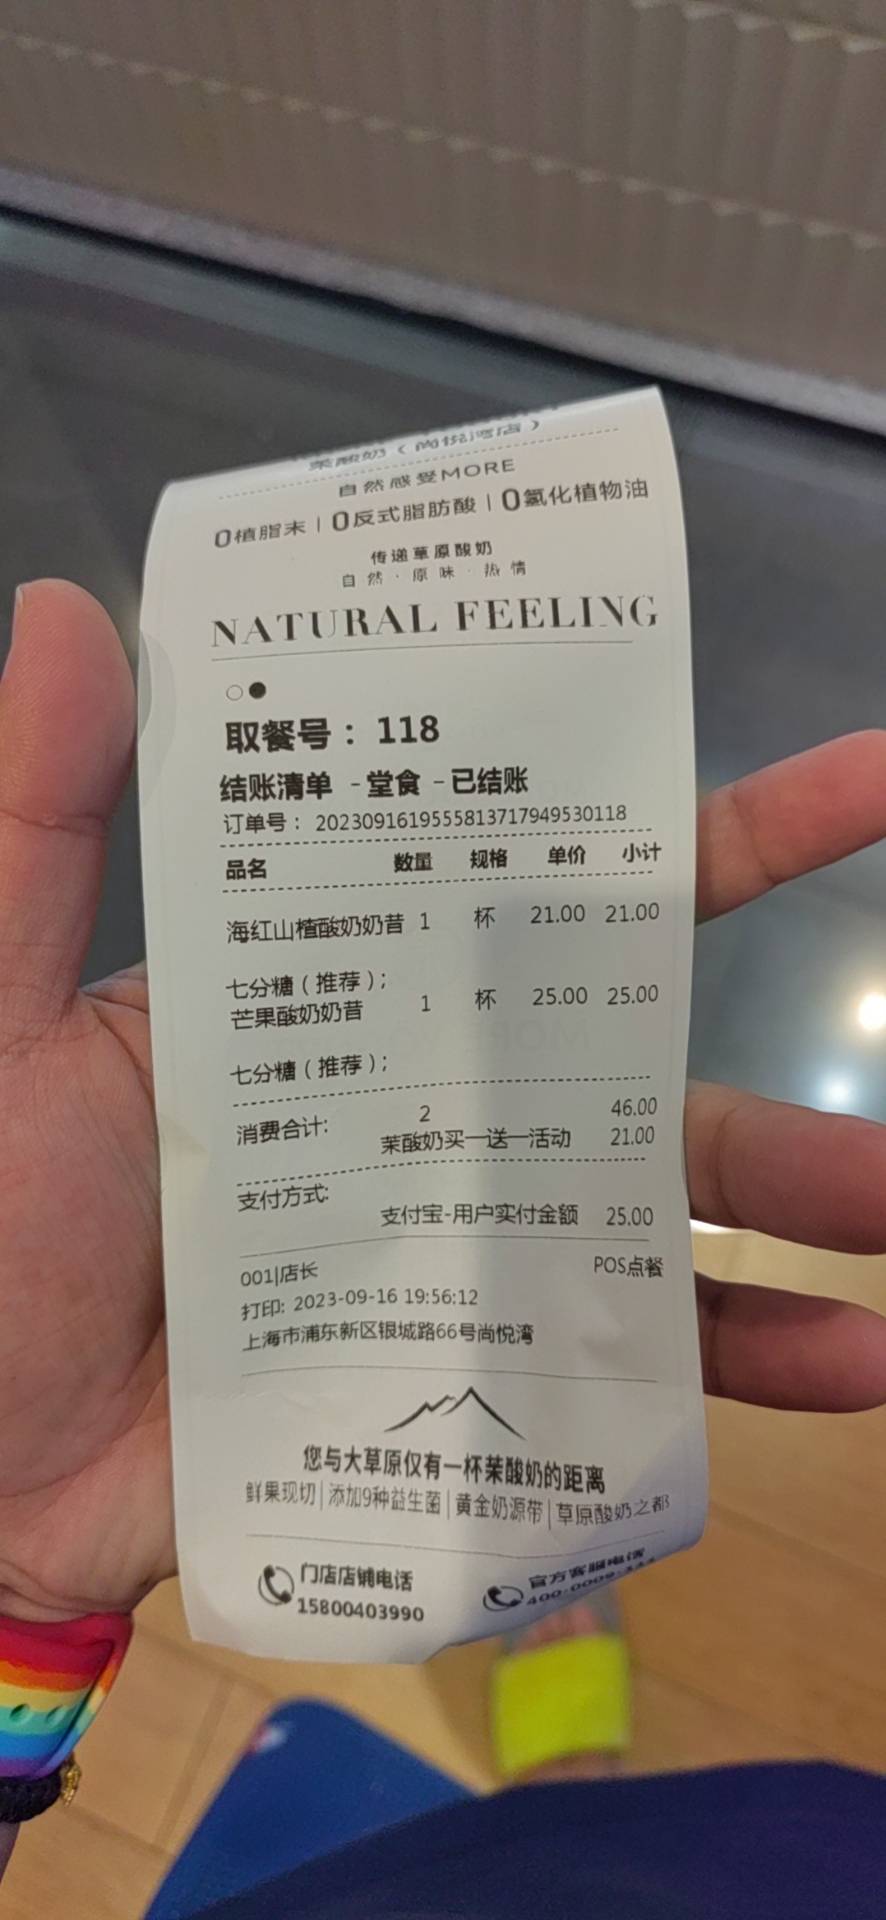 茉酸奶（尚悦湾店）
自然感受MORE
0植脂末｜0反式脂肪酸｜0氢化植物油
传递草原酸奶
自然·原味·热情
NATURAL FEELING
取餐号：118
结账清单 -堂食 -已结账
订单号：20230916195558137179495​30118
品名 数量 规格 单价 小计
海红山楂酸奶奶昔 1 杯 21.00 21.00
七分糖（推荐）;
芒果酸奶奶昔 1 杯 25.00 25.00
七分糖（推荐）;
消费合计: 2 46.00
茉酸奶买一送一活动 21.00
支付方式:
支付宝-用户实付金额 25.00
001|店长 POS点餐
打印: 2023-09-16 19:56:12
上海市浦东新区银城路66号尚悦湾
您与大草原仅有一杯茉酸奶的距离
鲜果现切｜添加9种益生菌｜黄金奶源带｜草原酸奶之都
门店店铺电话 官方客服电话
15800403990